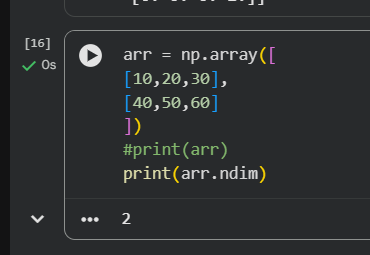 [16]
0s
arr = np.array([
[10,20,30],
[40,50,60]
])
#print(arr)
print(arr.ndim)
2